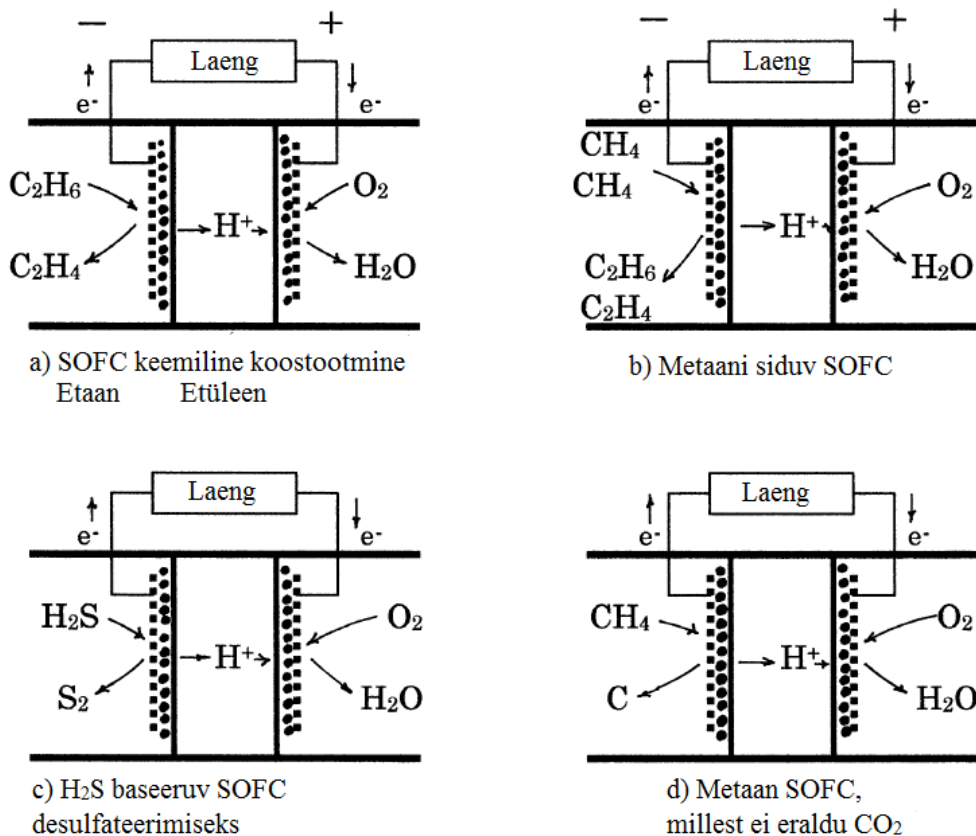 − +
Laeng
e⁻ e⁻
C₂H₆ O₂
H⁺
C₂H₄ H₂O
a) SOFC keemiline koostootmine
Etaan Etüleen
− +
Laeng
e⁻ e⁻
CH₄
CH₄ O₂
H⁺
C₂H₆ H₂O
C₂H₄
b) Metaani siduv SOFC
Laeng
e⁻ e⁻
H₂S O₂
H⁺
S₂ H₂O
c) H₂S baseeruv SOFC
desulfateerimiseks
Laeng
e⁻ e⁻
CH₄ O₂
H⁺
C H₂O
d) Metaan SOFC,
millest ei eraldu CO₂